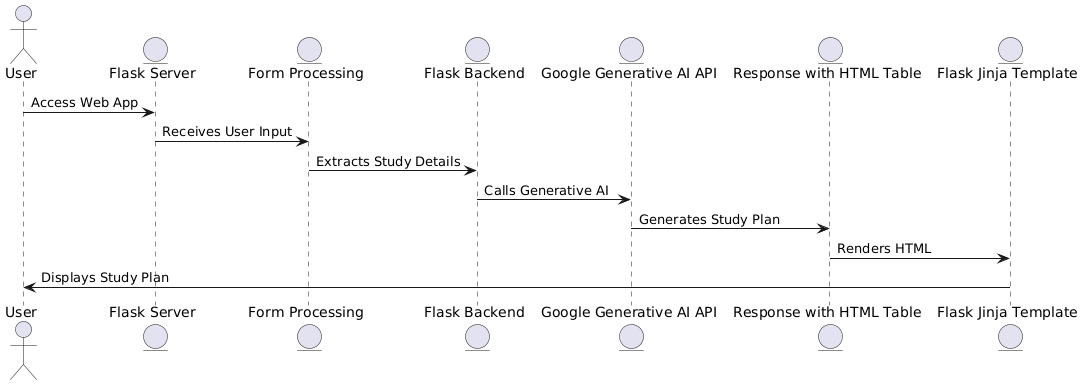 User
Flask Server
Form Processing
Flask Backend
Google Generative AI API
Response with HTML Table
Flask Jinja Template
Access Web App
Receives User Input
Extracts Study Details
Calls Generative AI
Generates Study Plan
Renders HTML
Displays Study Plan
User
Flask Server
Form Processing
Flask Backend
Google Generative AI API
Response with HTML Table
Flask Jinja Template